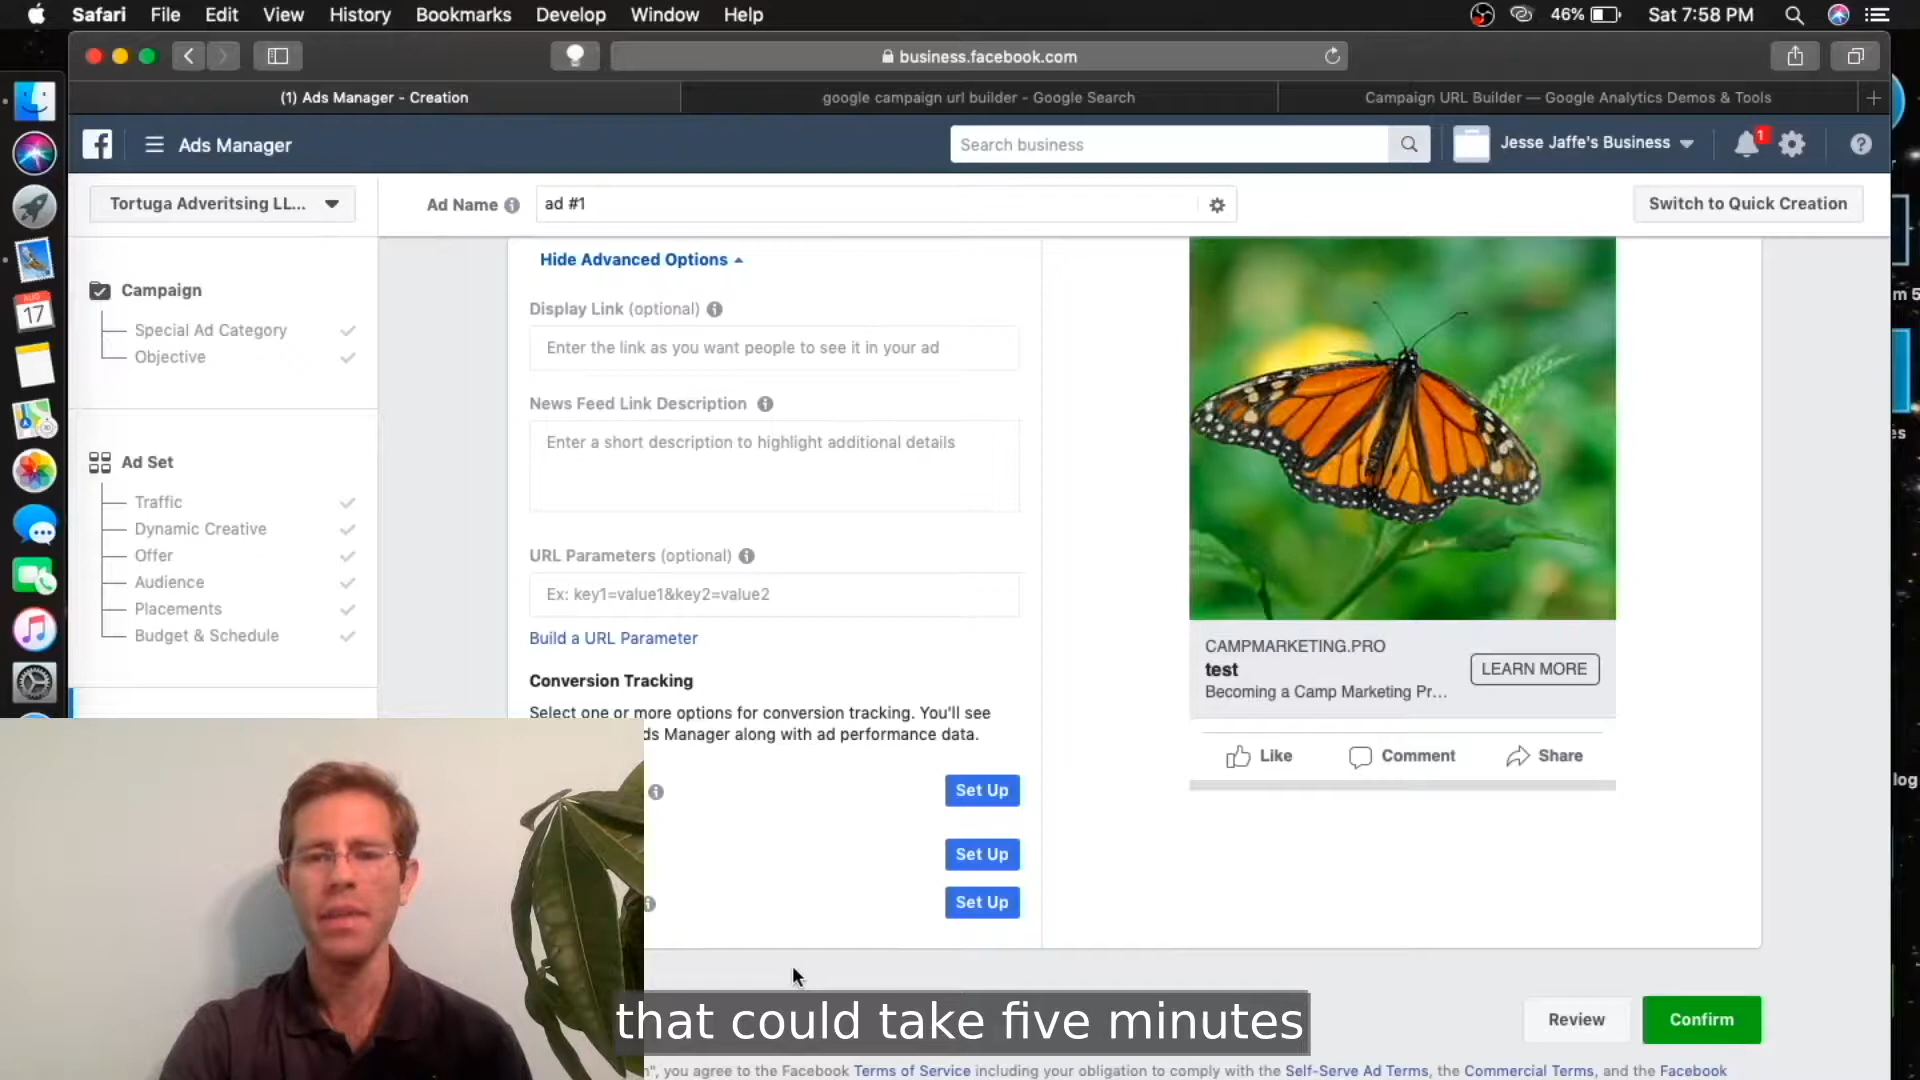 Safari File Edit View History Bookmarks Develop Window Help 46% Sat 7:58 PM
business.facebook.com
(1) Ads Manager - Creation google campaign url builder - Google Search Campaign URL Builder — Google Analytics Demos & Tools
Ads Manager Search business Jesse Jaffe's Business 1
Tortuga Adveritsing LL... Ad Name ad #1 Switch to Quick Creation
Campaign
Special Ad Category
Objective
Ad Set
Traffic
Dynamic Creative
Offer
Audience
Placements
Budget & Schedule
AUG
17
Hide Advanced Options
Display Link (optional)
Enter the link as you want people to see it in your ad
News Feed Link Description
Enter a short description to highlight additional details
URL Parameters (optional)
Ex: key1=value1&key2=value2
Build a URL Parameter
Conversion Tracking
Select one or more options for conversion tracking. You'll see
ds Manager along with ad performance data.
Set Up
Set Up
Set Up
CAMPMARKETING.PRO
test
Becoming a Camp Marketing Pr...
LEARN MORE
Like Comment Share
m 5
es
log
that could take five minutes
Review Confirm
", you agree to the Facebook Terms of Service including your obligation to comply with the Self-Serve Ad Terms, the Commercial Terms, and the Facebook